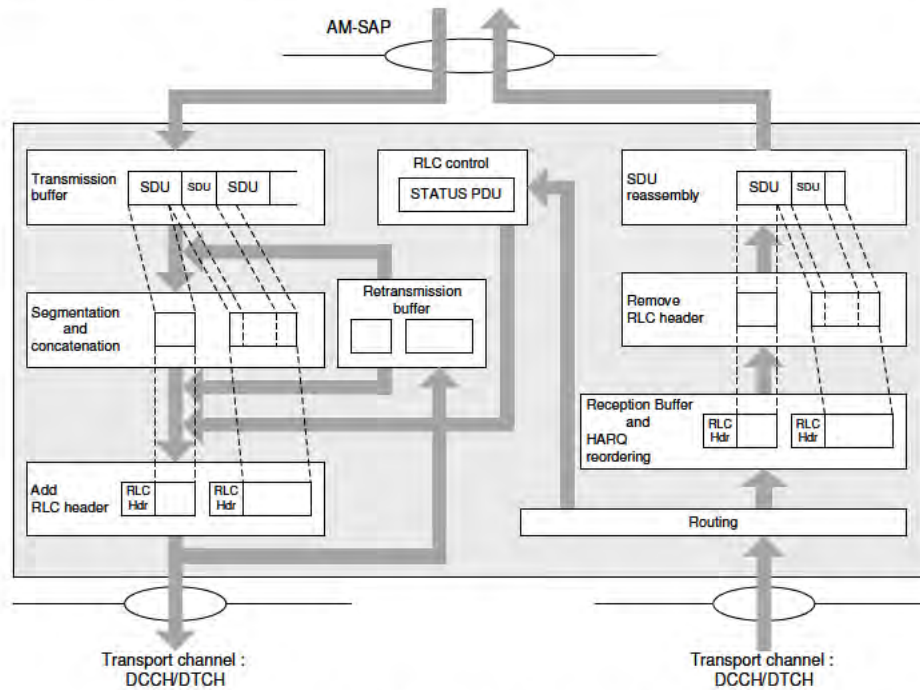 AM-SAP
Transmission
buffer
SDU SDU SDU
RLC control
STATUS PDU
SDU
reassembly
SDU SDU
Segmentation
and
concatenation
Retransmission
buffer
Remove
RLC header
Reception Buffer
and
HARQ
reordering
RLC
Hdr
RLC
Hdr
Add
RLC header
RLC
Hdr
RLC
Hdr
Routing
Transport channel :
DCCH/DTCH
Transport channel :
DCCH/DTCH